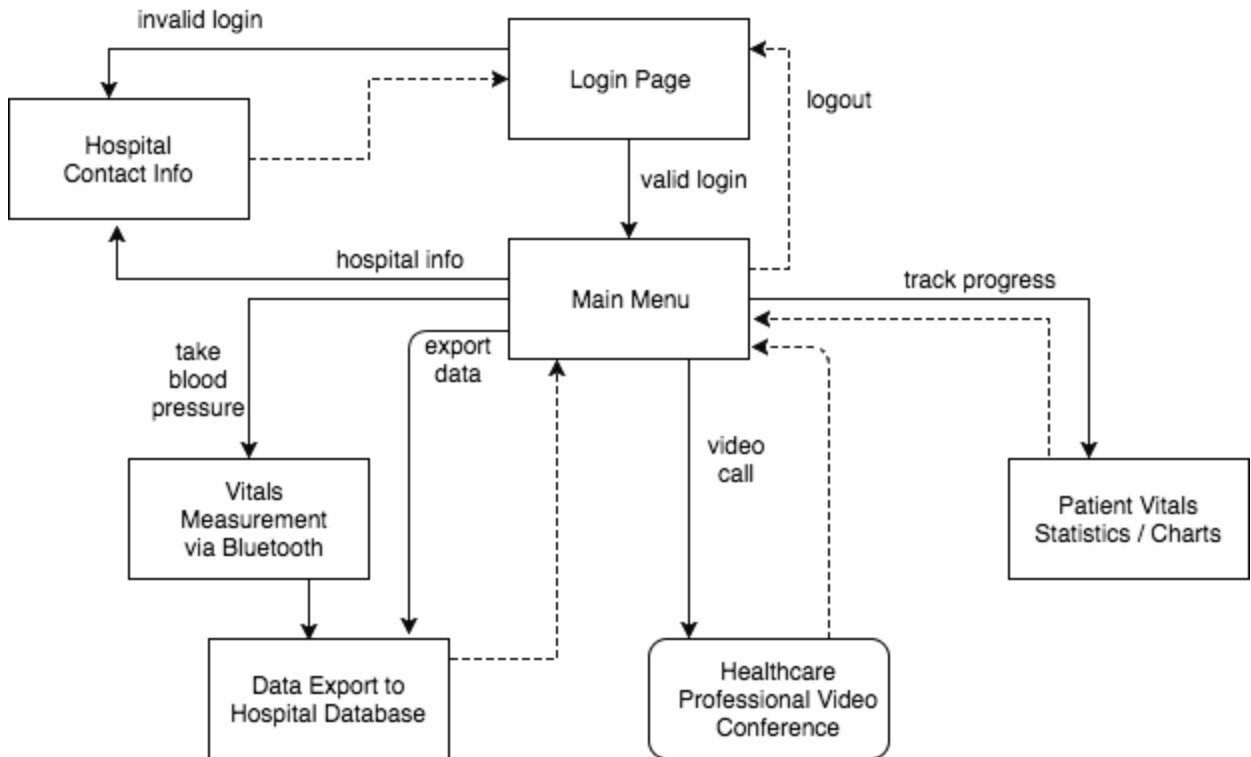 invalid login
Login Page
logout
Hospital
Contact Info
valid login
hospital info
Main Menu
track progress
take
blood
pressure
export
data
video
call
Vitals
Measurement
via Bluetooth
Patient Vitals
Statistics / Charts
Data Export to
Hospital Database
Healthcare
Professional Video
Conference